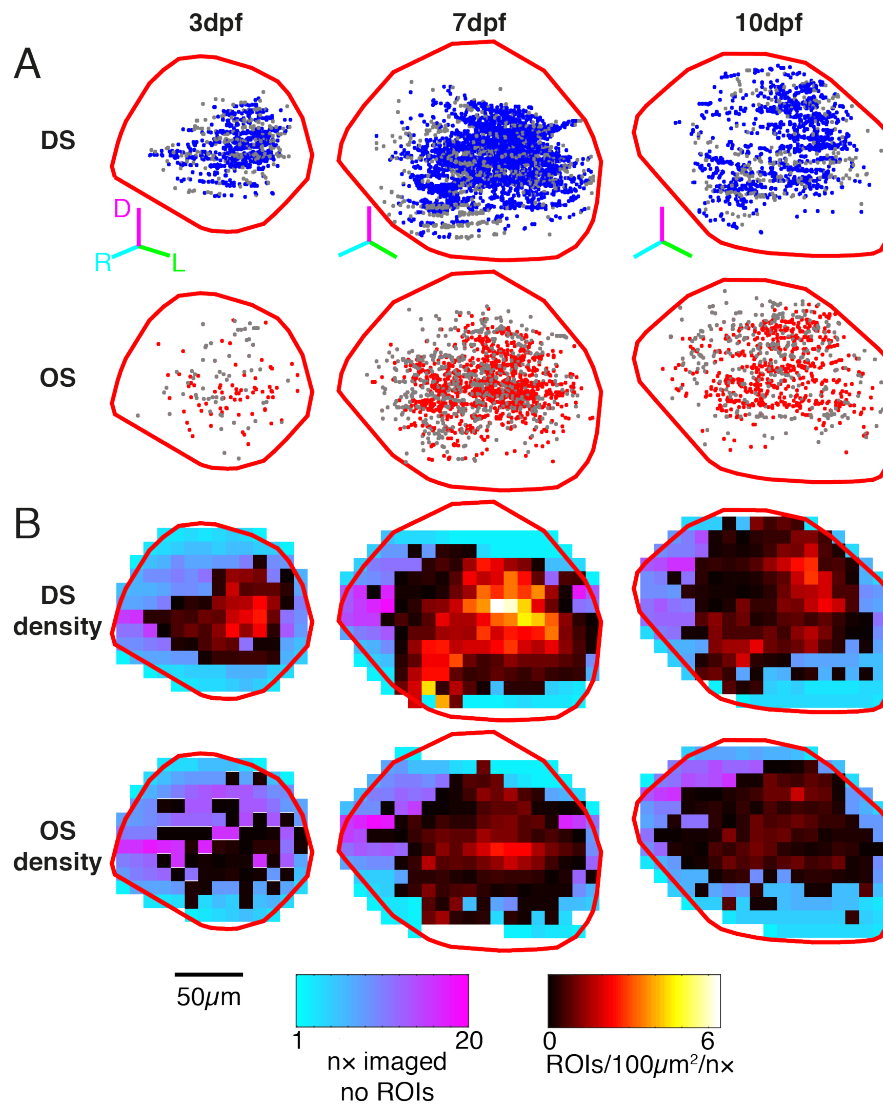 3dpf 7dpf 10dpf
A
DS
D
R L
OS
B
DS
density
OS
density
50µm
1 20
n× imaged
no ROIs
0 6
ROIs/100µm²/n×